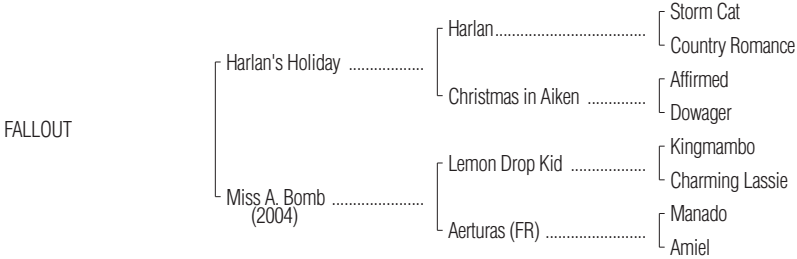 Storm Cat
Harlan....................................
Country Romance
Harlan's Holiday ..................
Affirmed
Christmas in Aiken ..............
Dowager
FALLOUT
Kingmambo
Lemon Drop Kid ..................
Charming Lassie
Miss A. Bomb ......................
(2004)
Manado
Aerturas (FR) ........................
Amiel